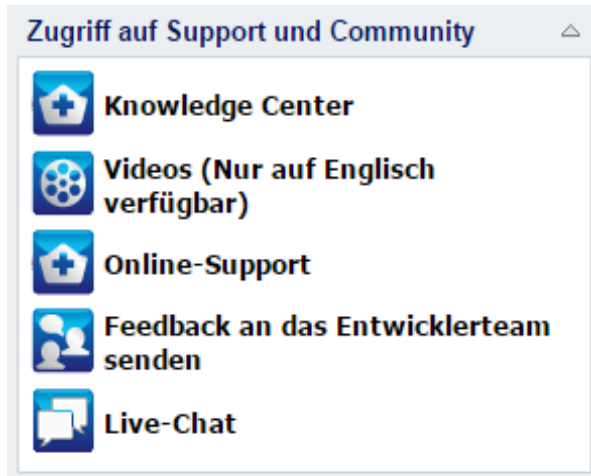 Zugriff auf Support und Community
Knowledge Center
Videos (Nur auf Englisch
verfügbar)
Online-Support
Feedback an das Entwicklerteam
senden
Live-Chat